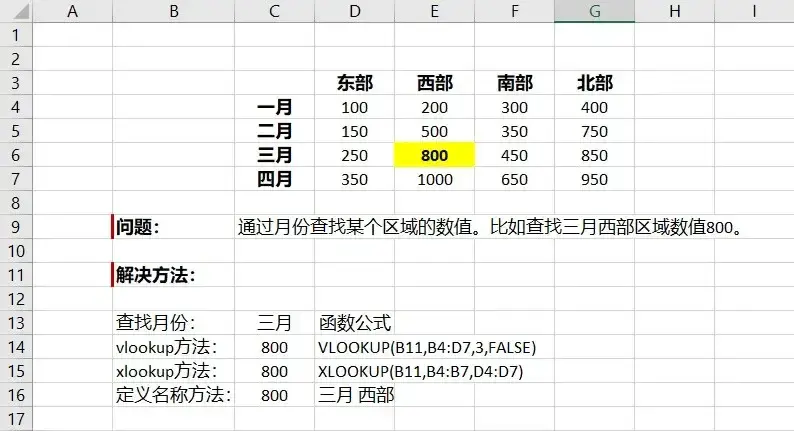 A B C D E F G H I
1
2
3 东部 西部 南部 北部
4 一月 100 200 300 400
5 二月 150 500 350 750
6 三月 250 800 450 850
7 四月 350 1000 650 950
8
9 问题： 通过月份查找某个区域的数值。比如查找三月西部区域数值800。
10
11 解决方法：
12
13 查找月份： 三月 函数公式
14 vlookup方法： 800 VLOOKUP(B11,B4:D7,3,FALSE)
15 xlookup方法： 800 XLOOKUP(B11,B4:B7,D4:D7)
16 定义名称方法： 800 三月 西部
17